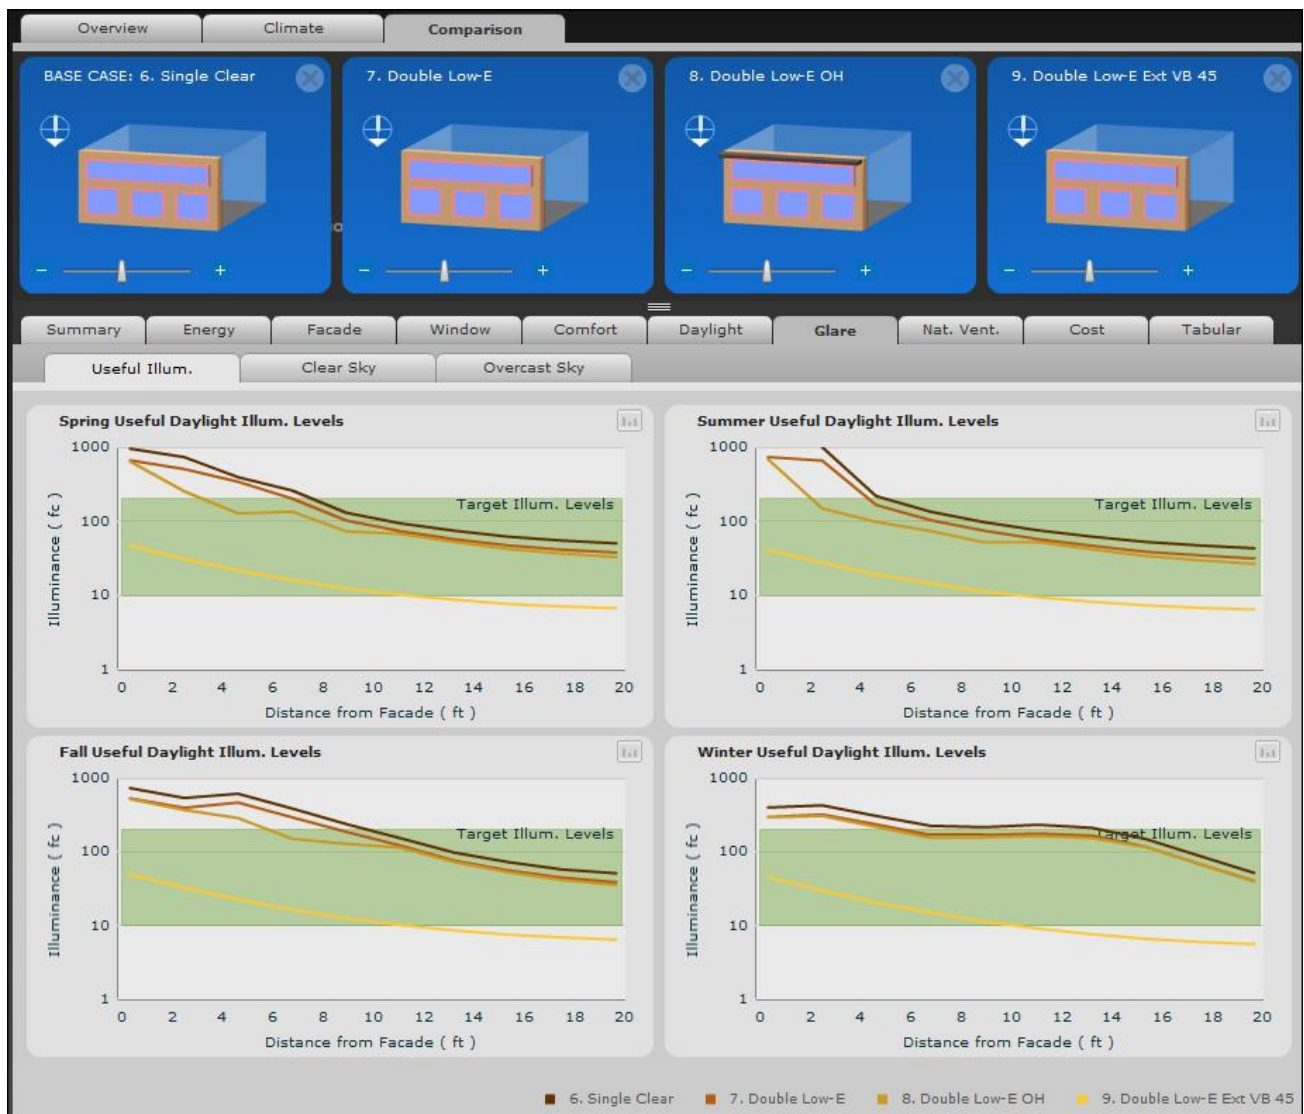 Overview Climate Comparison
BASE CASE: 6. Single Clear 7. Double Low-E 8. Double Low-E OH 9. Double Low-E Ext VB 45
- + - + - + - +
Summary Energy Facade Window Comfort Daylight Glare Nat. Vent. Cost Tabular
Useful Illum. Clear Sky Overcast Sky
Spring Useful Daylight Illum. Levels
1000
Target Illum. Levels
100
10
1
Illuminance ( fc )
0 2 4 6 8 10 12 14 16 18 20
Distance from Facade ( ft )
Summer Useful Daylight Illum. Levels
1000
Target Illum. Levels
100
10
1
Illuminance ( fc )
0 2 4 6 8 10 12 14 16 18 20
Distance from Facade ( ft )
Fall Useful Daylight Illum. Levels
1000
Target Illum. Levels
100
10
1
Illuminance ( fc )
0 2 4 6 8 10 12 14 16 18 20
Distance from Facade ( ft )
Winter Useful Daylight Illum. Levels
1000
Target Illum. Levels
100
10
1
Illuminance ( fc )
0 2 4 6 8 10 12 14 16 18 20
Distance from Facade ( ft )
6. Single Clear 7. Double Low-E 8. Double Low-E OH 9. Double Low-E Ext VB 45